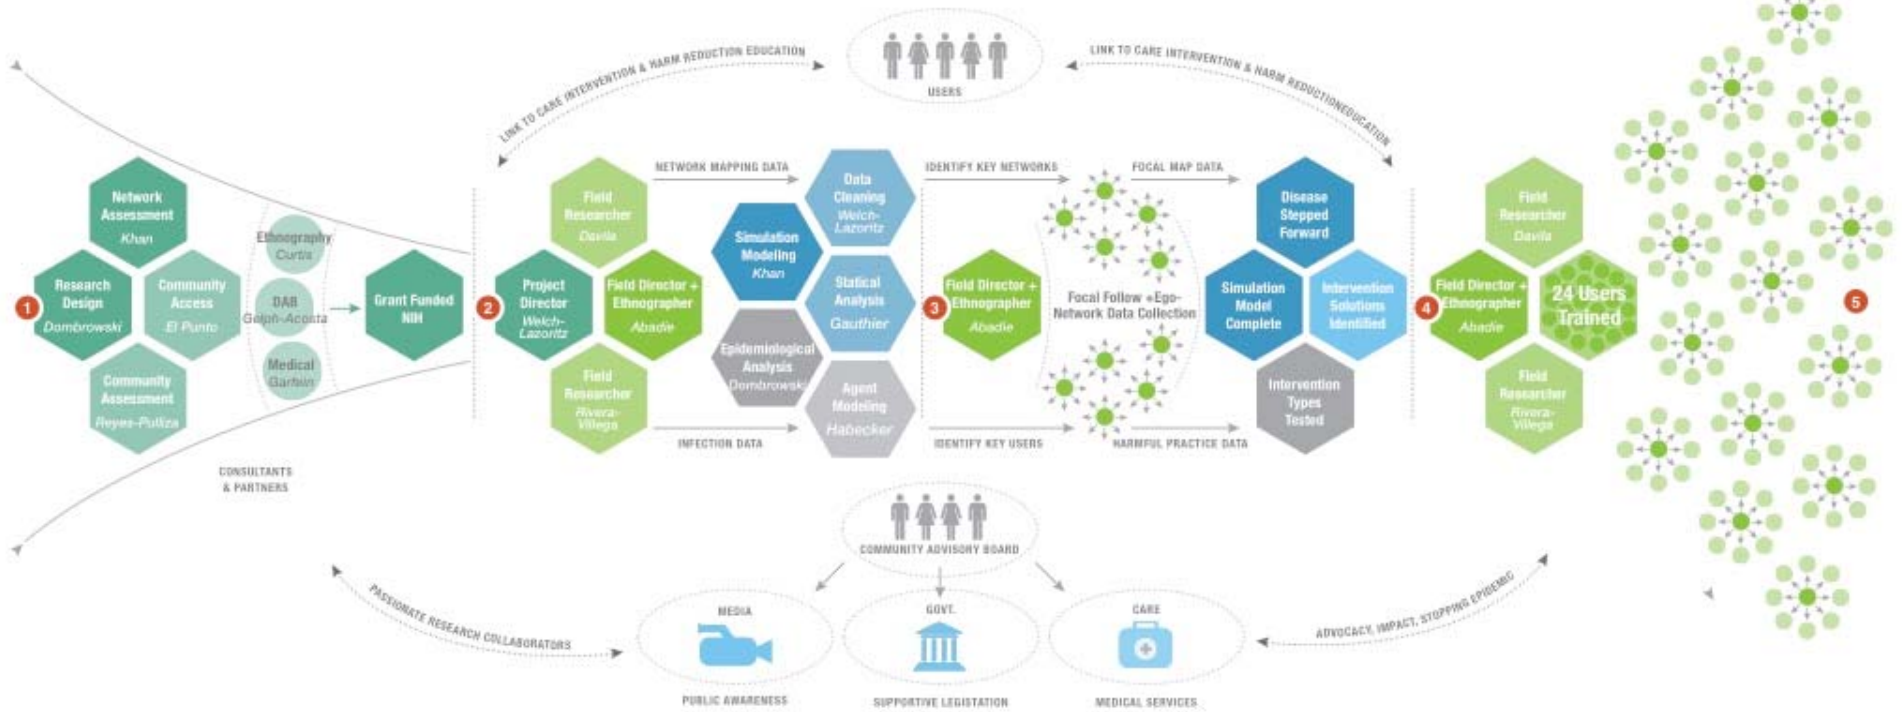 LINK TO CARE INTERVENTION & HARM REDUCTION EDUCATION
USERS
LINK TO CARE INTERVENTION & HARM REDUCTIONEDUCATION
1
Network
Assessment
Khan
Research
Design
Dombrowski
Community
Access
El Punto
Community
Assessment
Reyes-Pulliza
Ethnography
Curtis
DAB
Golph-Acosta
Medical
Garfein
Grant Funded
NIH
CONSULTANTS
& PARTNERS
2
Field
Researcher
Davila
Project
Director
Welch-
Lazoritz
Field Director +
Ethnographer
Abadie
Field
Researcher
Rivera-
Villega
NETWORK MAPPING DATA
INFECTION DATA
Simulation
Modeling
Khan
Epidemiological
Analysis
Dombrowski
Data
Cleaning
Welch-
Lazoritz
Statical
Analysis
Gauthier
Agent
Modeling
Habecker
3
IDENTIFY KEY NETWORKS
Field Director +
Ethnographer
Abadie
IDENTIFY KEY USERS
Focal Follow +Ego-
Network Data Collection
FOCAL MAP DATA
HARMFUL PRACTICE DATA
Disease
Stepped
Forward
Simulation
Model
Complete
Intervention
Solutions
Identified
Intervention
Types
Tested
4
Field
Researcher
Davila
Field Director +
Ethnographer
Abadie
24 Users
Trained
Field
Researcher
Rivera-
Villega
5
COMMUNITY ADVISORY BOARD
PASSIONATE RESEARCH COLLABORATORS
MEDIA
PUBLIC AWARENESS
GOVT.
SUPPORTIVE LEGISTATION
CARE
MEDICAL SERVICES
ADVOCACY, IMPACT, STOPPING EPIDEMIC